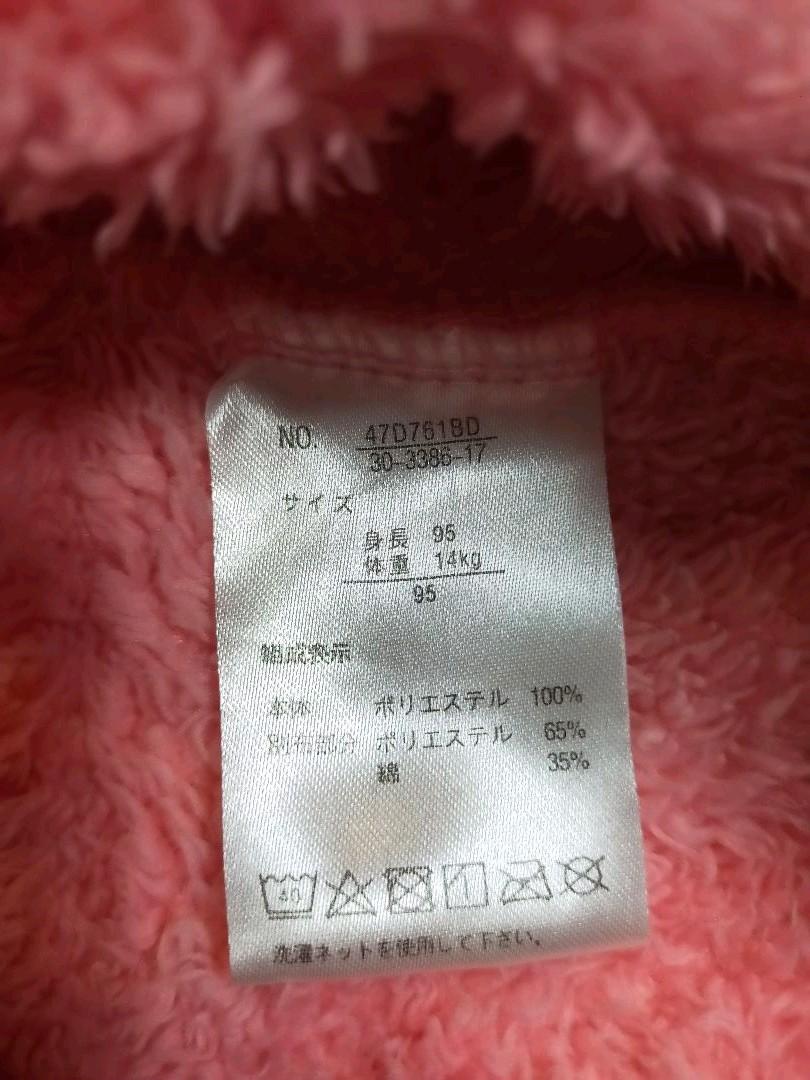 NO. 47D761BD
30-3386-17
サイズ
身長 95
体重 14kg
95
組成表示
本体 ポリエステル 100%
別布部分 ポリエステル 65%
綿 35%
40
洗濯ネットを使用して下さい。